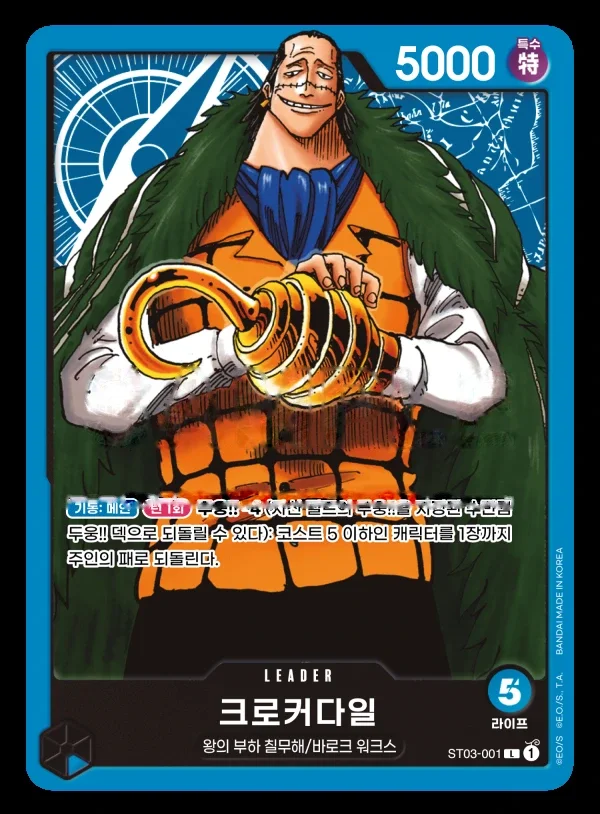 5000
특수
特
기동: 메인 턴 1회 두웅!! -4 (
두웅!! 덱으로 되돌릴 수 있다): 코스트 5 이하인 캐릭터를 1장까지
주인의 패로 되돌린다.
LEADER
크로커다일
왕의 부하 칠무해/바로크 워크스
5
라이프
ST03-001 L 1
©EO/S ©E.O./S., T.A. BANDAI MADE IN KOREA